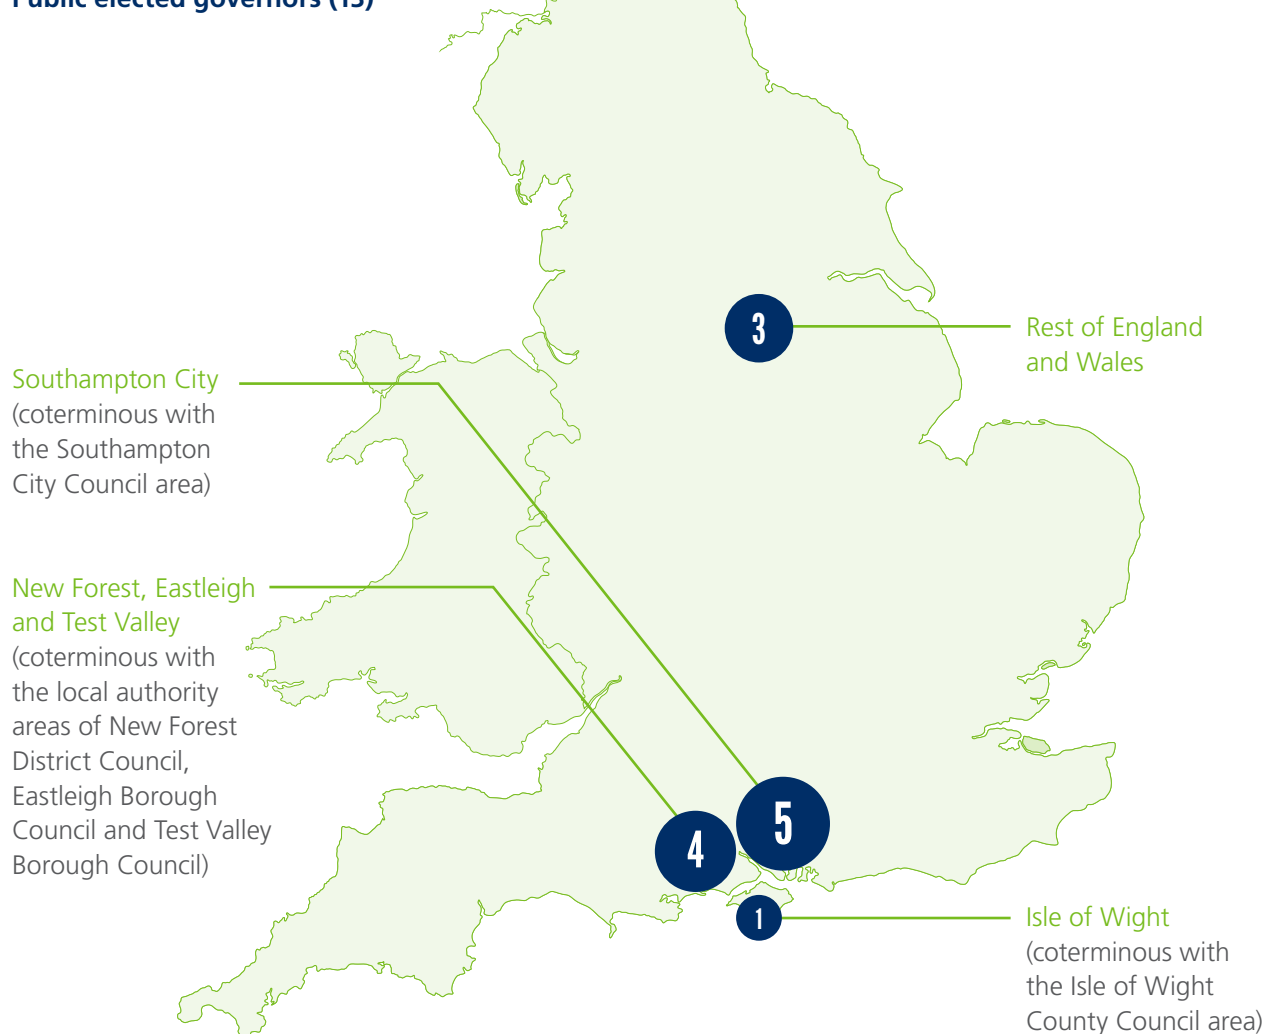 Public elected governors (13)
3
Rest of England
and Wales
Southampton City
(coterminous with
the Southampton
City Council area)
New Forest, Eastleigh
and Test Valley
(coterminous with
the local authority
areas of New Forest
District Council,
Eastleigh Borough
Council and Test Valley
Borough Council)
5
4
1
Isle of Wight
(coterminous with
the Isle of Wight
County Council area)